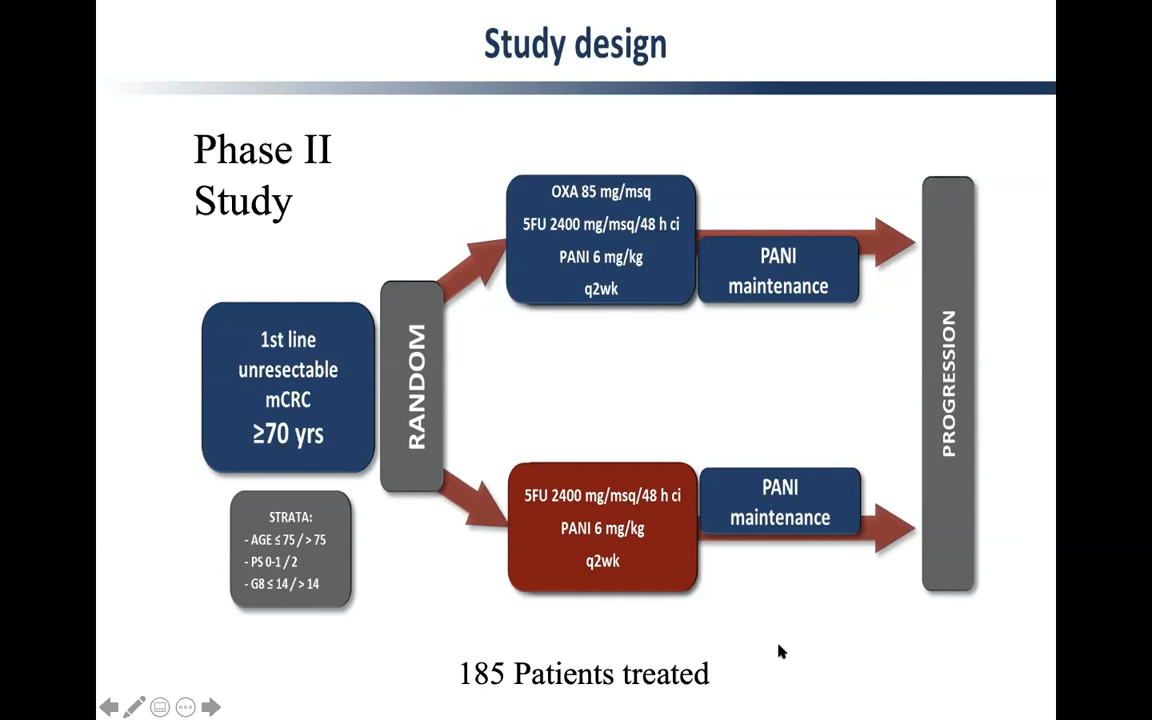 Study design
Phase II
Study
OXA 85 mg/msq
5FU 2400 mg/msq/48 h ci
PANI 6 mg/kg
q2wk
PANI
maintenance
1st line
unresectable
mCRC
≥70 yrs
RANDOM
PROGRESSION
STRATA:
- AGE ≤ 75 / > 75
- PS 0-1 / 2
- G8 ≤ 14 / > 14
5FU 2400 mg/msq/48 h ci
PANI 6 mg/kg
q2wk
PANI
maintenance
185 Patients treated